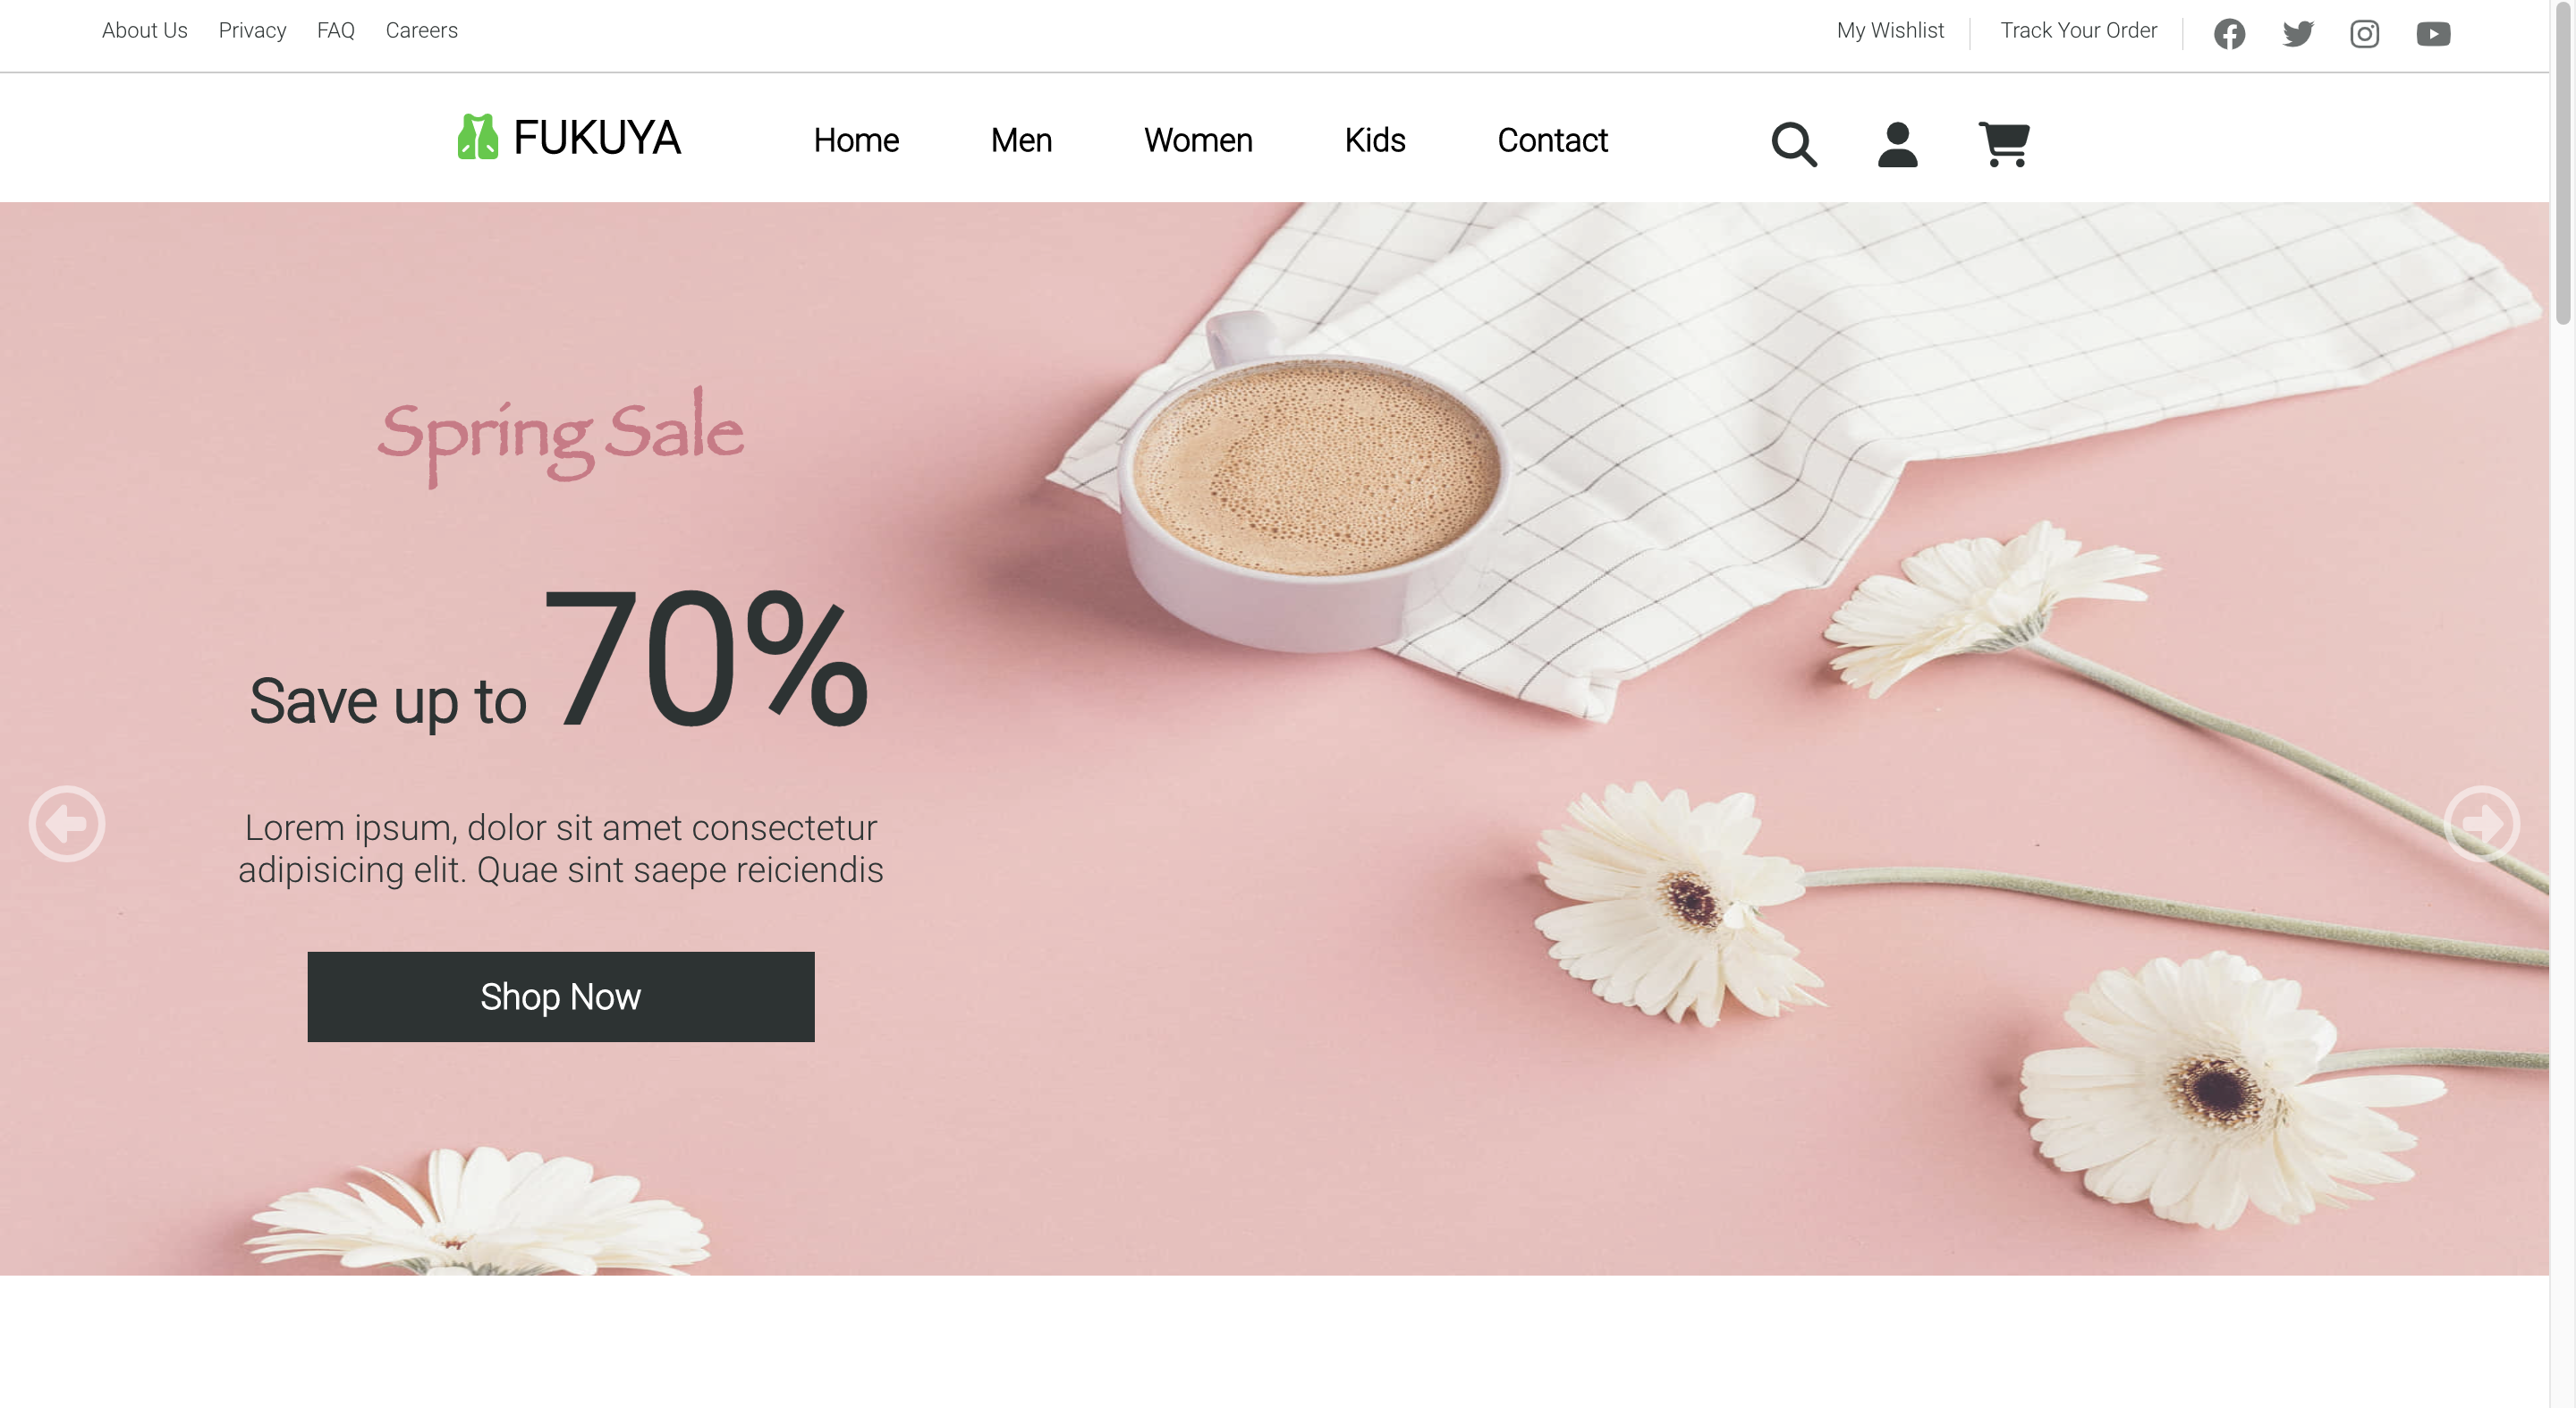 About Us Privacy FAQ Careers My Wishlist Track Your Order
FUKUYA Home Men Women Kids Contact
Spring Sale
Save up to 70%
Lorem ipsum, dolor sit amet consectetur
adipisicing elit. Quae sint saepe reiciendis
Shop Now